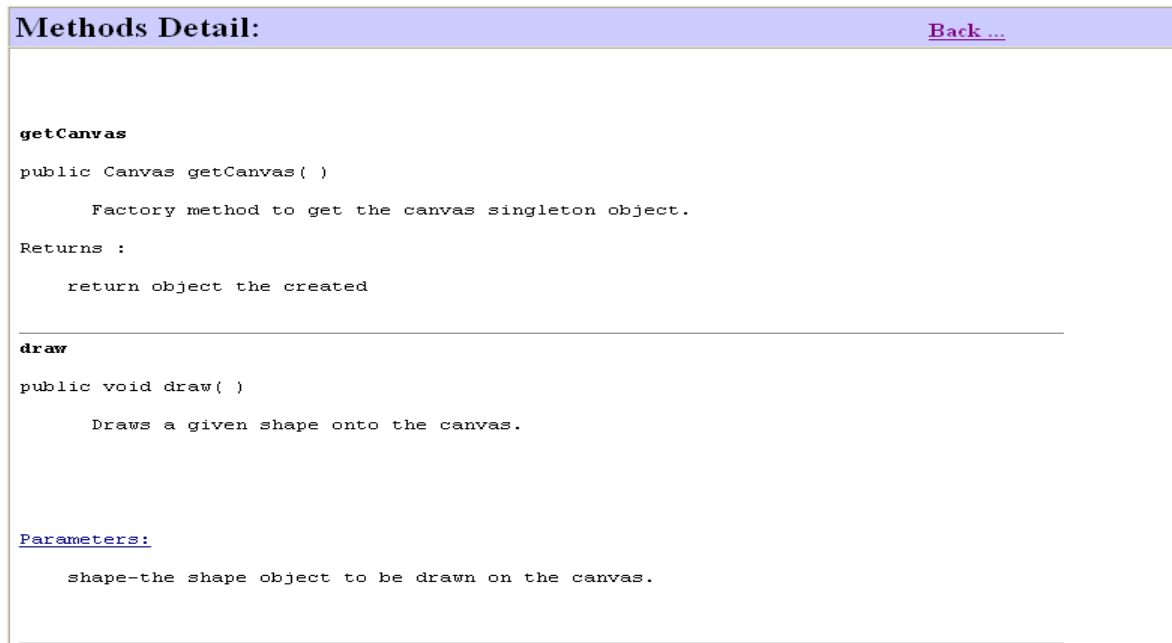 Methods Detail: Back ...
getCanvas
public Canvas getCanvas( )
Factory method to get the canvas singleton object.
Returns :
return object the created
draw
public void draw( )
Draws a given shape onto the canvas.
Parameters:
shape-the shape object to be drawn on the canvas.